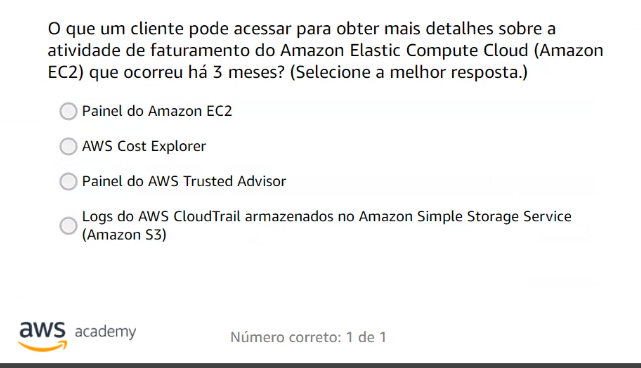 O que um cliente pode acessar para obter mais detalhes sobre a
atividade de faturamento do Amazon Elastic Compute Cloud (Amazon
EC2) que ocorreu há 3 meses? (Selecione a melhor resposta.)
Painel do Amazon EC2
AWS Cost Explorer
Painel do AWS Trusted Advisor
Logs do AWS CloudTrail armazenados no Amazon Simple Storage Service
(Amazon S3)
aws academy
Número correto: 1 de 1